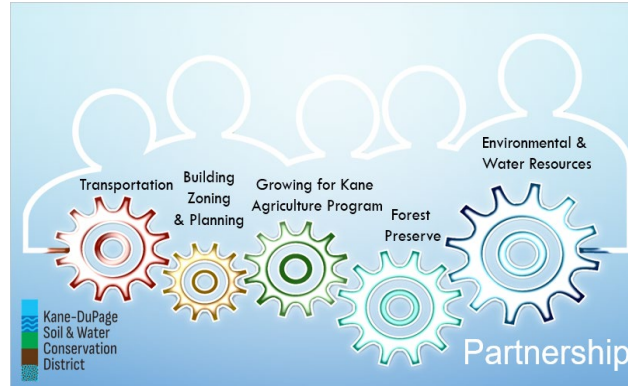 Transportation
Building
Zoning
& Planning
Growing for Kane
Agriculture Program
Forest
Preserve
Environmental &
Water Resources
Kane-DuPage
Soil & Water
Conservation
District
Partnership